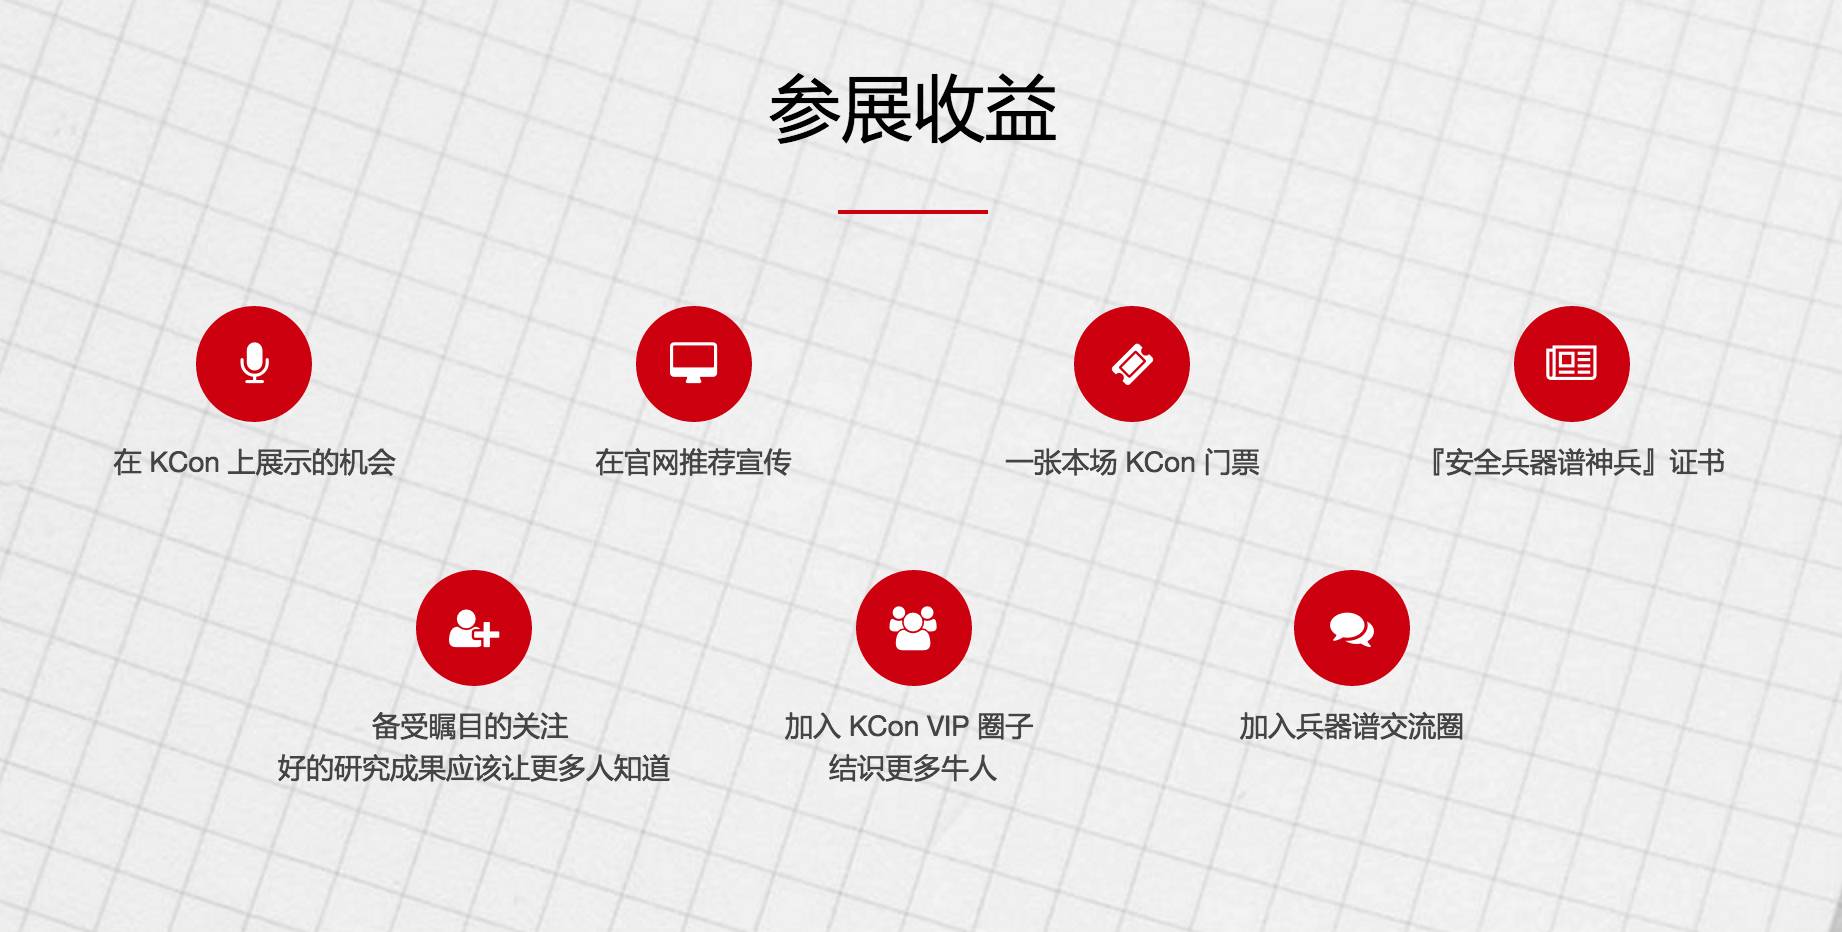 参展收益
在 KCon 上展示的机会
在官网推荐宣传
一张本场 KCon 门票
『安全兵器谱神兵』证书
备受瞩目的关注
好的研究成果应该让更多人知道
加入 KCon VIP 圈子
结识更多牛人
加入兵器谱交流圈